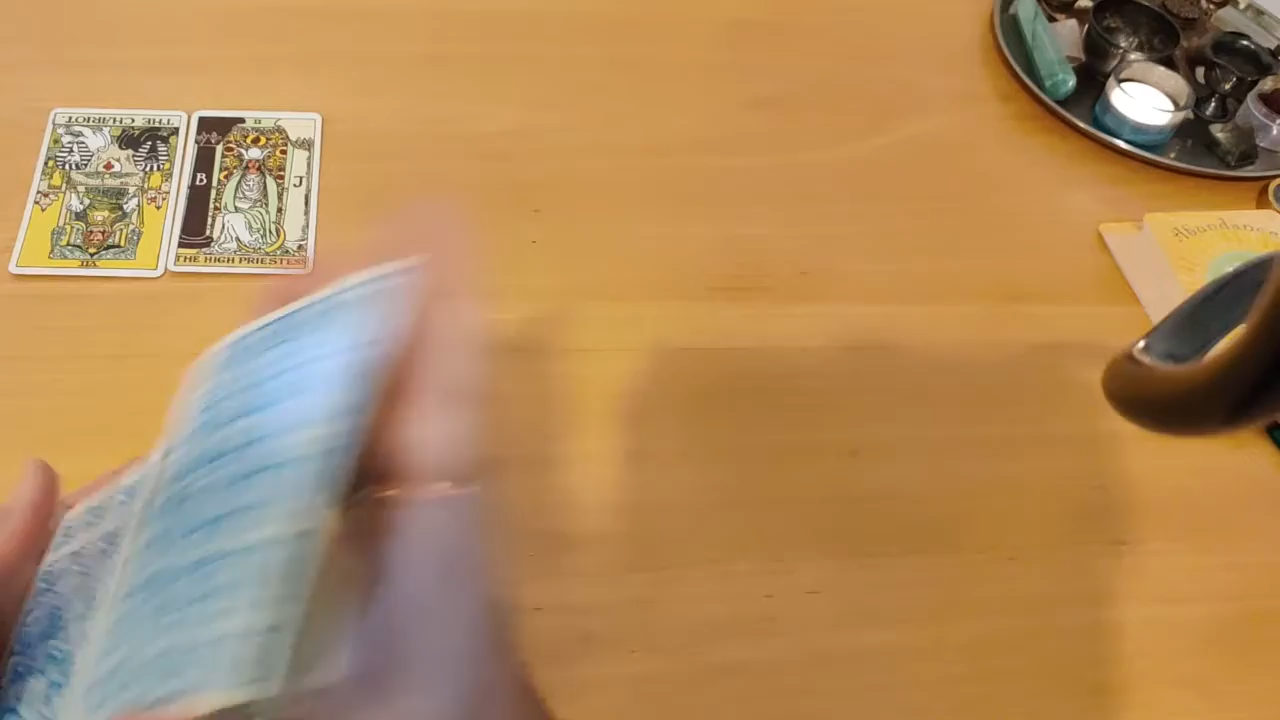 THE CHARIOT.
VII
II
B
J
THE HIGH PRIESTESS
Abundance